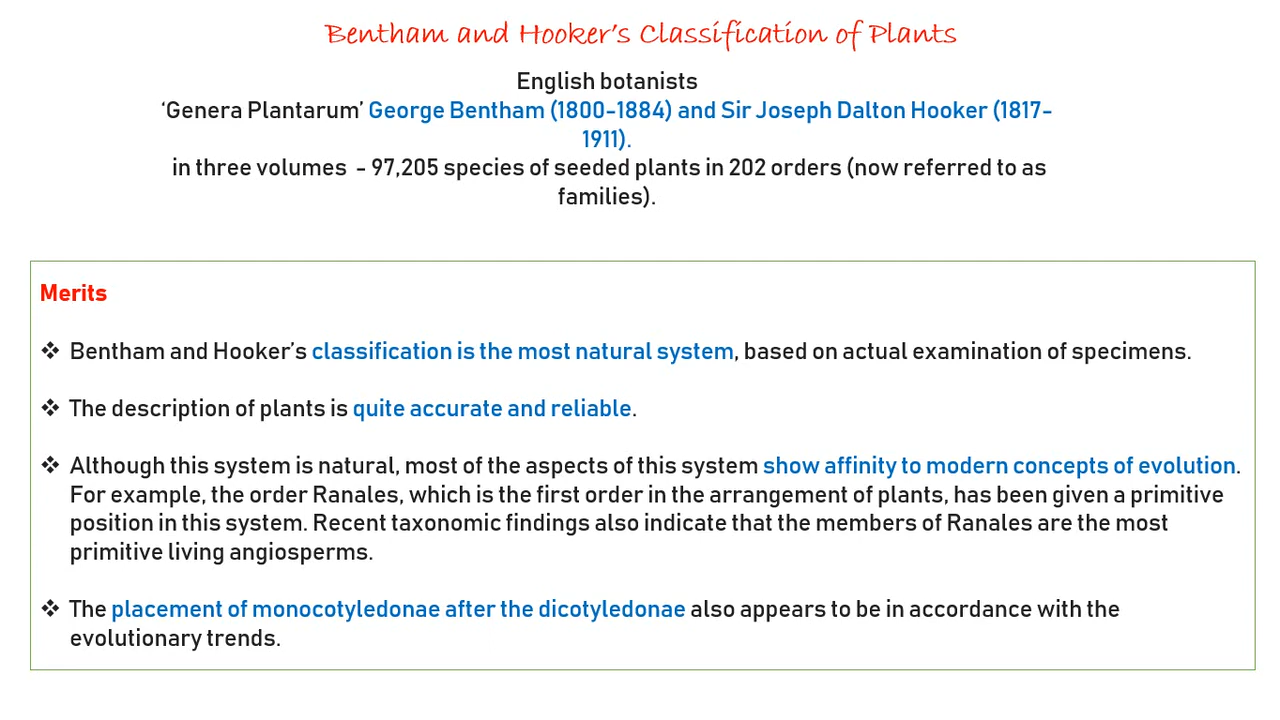 Bentham and Hooker's Classification of Plants
English botanists
‘Genera Plantarum’ George Bentham (1800-1884) and Sir Joseph Dalton Hooker (1817-
1911).
in three volumes - 97,205 species of seeded plants in 202 orders (now referred to as
families).
Merits
❖ Bentham and Hooker's classification is the most natural system, based on actual examination of specimens.
❖ The description of plants is quite accurate and reliable.
❖ Although this system is natural, most of the aspects of this system show affinity to modern concepts of evolution.
For example, the order Ranales, which is the first order in the arrangement of plants, has been given a primitive
position in this system. Recent taxonomic findings also indicate that the members of Ranales are the most
primitive living angiosperms.
❖ The placement of monocotyledonae after the dicotyledonae also appears to be in accordance with the
evolutionary trends.